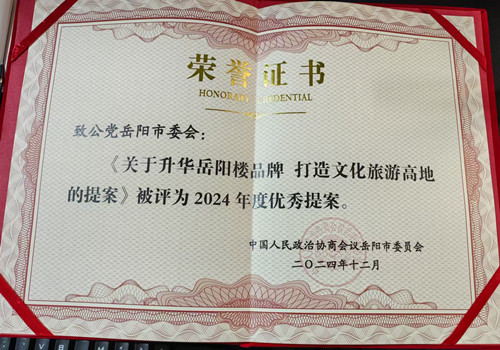 荣誉证书
HONORARY CREDENTIAL
致公党岳阳市委会：
《关于升华岳阳楼品牌 打造文化旅游高地
的提案》被评为2024年度优秀提案。
中国人民政治协商会议岳阳市委员会
二〇二四年十二月